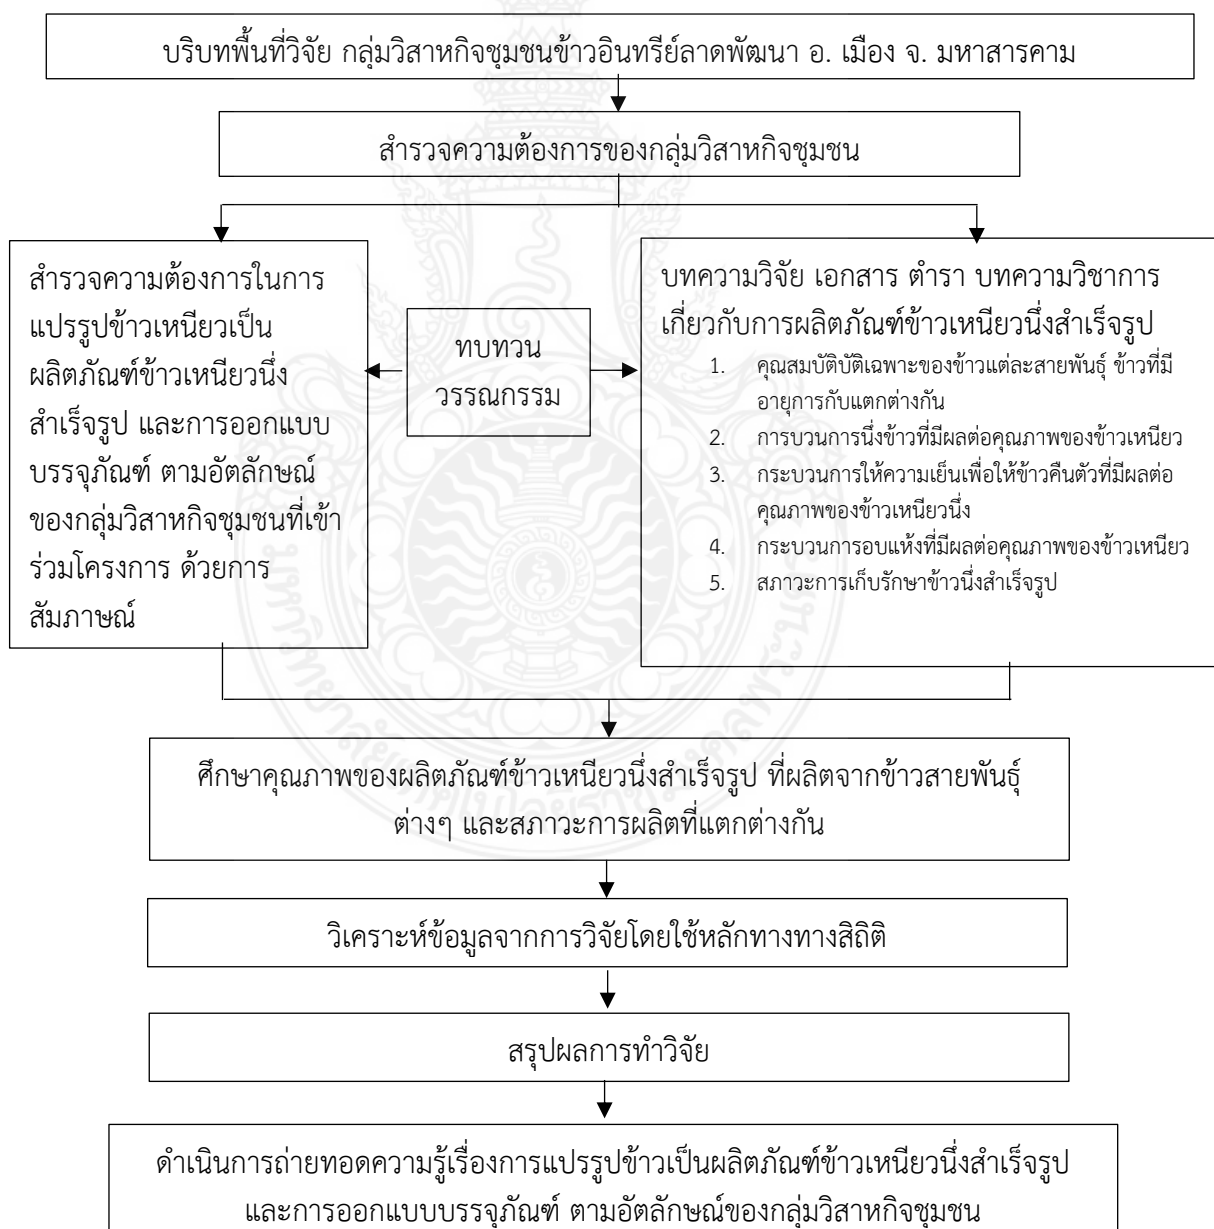 บริบทพื้นที่วิจัย กลุ่มวิสาหกิจชุมชนข้าวอินทรีย์ลาดพัฒนา อ. เมือง จ. มหาสารคาม
สำรวจความต้องการของกลุ่มวิสาหกิจชุมชน
สำรวจความต้องการในการ
แปรรูปข้าวเหนียวเป็น
ผลิตภัณฑ์ข้าวเหนียวนึ่ง
สำเร็จรูป และการออกแบบ
บรรจุภัณฑ์ ตามอัตลักษณ์
ของกลุ่มวิสาหกิจชุมชนที่เข้า
ร่วมโครงการ ด้วยการ
สัมภาษณ์
ทบทวน
วรรณกรรม
บทความวิจัย เอกสาร ตำรา บทความวิชาการ
เกี่ยวกับการผลิตภัณฑ์ข้าวเหนียวนึ่งสำเร็จรูป
1. คุณสมบัติบัติเฉพาะของข้าวแต่ละสายพันธุ์ ข้าวที่มี
อายุการกับแตกต่างกัน
2. การบวนการนึ่งข้าวที่มีผลต่อคุณภาพของข้าวเหนียว
3. กระบวนการให้ความเย็นเพื่อให้ข้าวคืนตัวที่มีผลต่อ
คุณภาพของข้าวเหนียวนึ่ง
4. กระบวนการอบแห้งที่มีผลต่อคุณภาพของข้าวเหนียว
5. สภาวะการเก็บรักษาข้าวนึ่งสำเร็จรูป
ศึกษาคุณภาพของผลิตภัณฑ์ข้าวเหนียวนึ่งสำเร็จรูป ที่ผลิตจากข้าวสายพันธุ์
ต่างๆ และสภาวะการผลิตที่แตกต่างกัน
วิเคราะห์ข้อมูลจากการวิจัยโดยใช้หลักทางทางสิถิติ
สรุปผลการทำวิจัย
ดำเนินการถ่ายทอดความรู้เรื่องการแปรรูปข้าวเป็นผลิตภัณฑ์ข้าวเหนียวนึ่งสำเร็จรูป
และการออกแบบบรรจุภัณฑ์ ตามอัตลักษณ์ของกลุ่มวิสาหกิจชุมชน